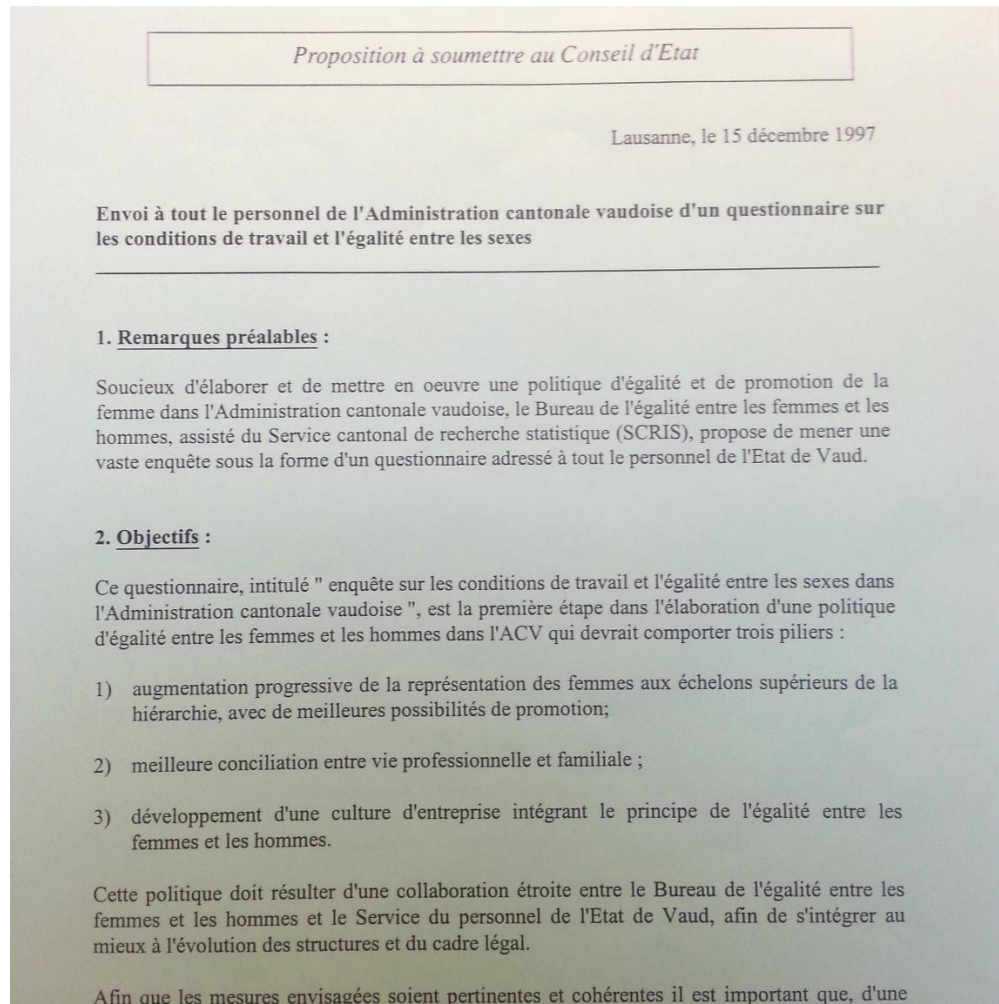 Proposition à soumettre au Conseil d'Etat
Lausanne, le 15 décembre 1997
Envoi à tout le personnel de l'Administration cantonale vaudoise d'un questionnaire sur
les conditions de travail et l'égalité entre les sexes
1. Remarques préalables :
Soucieux d'élaborer et de mettre en oeuvre une politique d'égalité et de promotion de la
femme dans l'Administration cantonale vaudoise, le Bureau de l'égalité entre les femmes et les
hommes, assisté du Service cantonal de recherche statistique (SCRIS), propose de mener une
vaste enquête sous la forme d'un questionnaire adressé à tout le personnel de l'Etat de Vaud.
2. Objectifs :
Ce questionnaire, intitulé " enquête sur les conditions de travail et l'égalité entre les sexes dans
l'Administration cantonale vaudoise ", est la première étape dans l'élaboration d'une politique
d'égalité entre les femmes et les hommes dans l'ACV qui devrait comporter trois piliers :
1) augmentation progressive de la représentation des femmes aux échelons supérieurs de la
hiérarchie, avec de meilleures possibilités de promotion;
2) meilleure conciliation entre vie professionnelle et familiale ;
3) développement d'une culture d'entreprise intégrant le principe de l'égalité entre les
femmes et les hommes.
Cette politique doit résulter d'une collaboration étroite entre le Bureau de l'égalité entre les
femmes et les hommes et le Service du personnel de l'Etat de Vaud, afin de s'intégrer au
mieux à l'évolution des structures et du cadre légal.
Afin que les mesures envisagées soient pertinentes et cohérentes il est important que, d'une